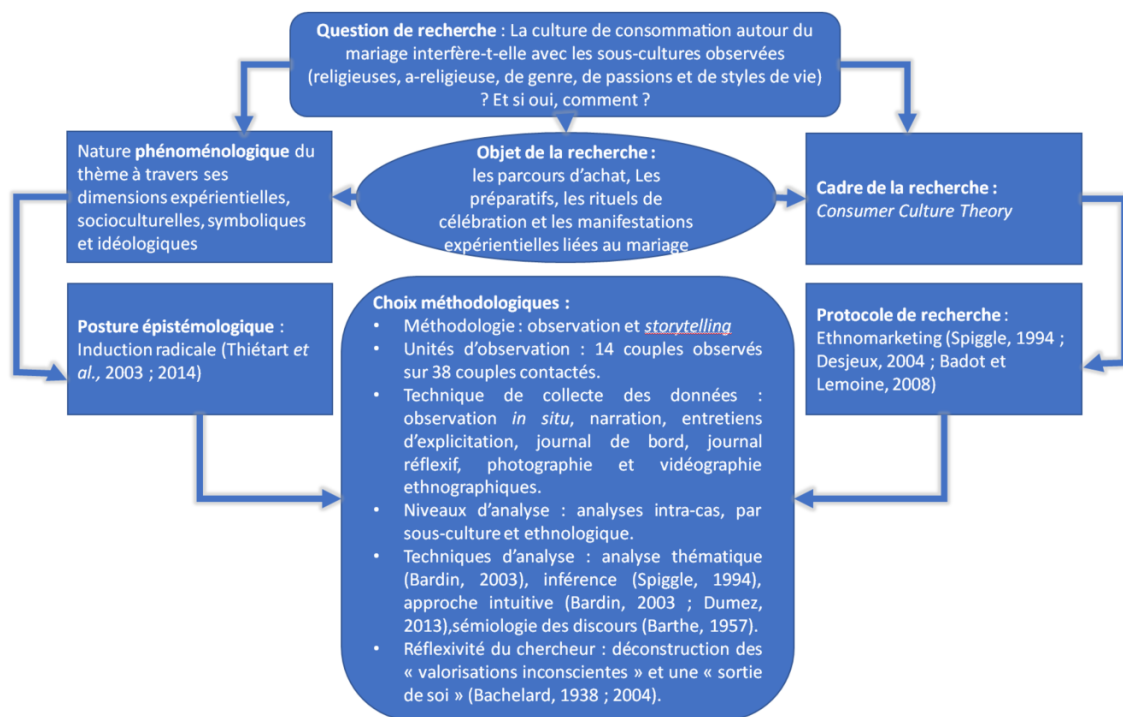 Question de recherche : La culture de consommation autour du
mariage interfère-t-elle avec les sous-cultures observées
(religieuses, a-religieuse, de genre, de passions et de styles de vie)
? Et si oui, comment ?
Nature phénoménologique du
thème à travers ses
dimensions expérientielles,
socioculturelles, symboliques
et idéologiques
Objet de la recherche :
les parcours d'achat, Les
préparatifs, les rituels de
célébration et les manifestations
expérientielles liées au mariage
Cadre de la recherche :
Consumer Culture Theory
Posture épistémologique :
Induction radicale (Thiétart et
al., 2003 ; 2014)
Choix méthodologiques :
• Méthodologie : observation et storytelling
• Unités d'observation : 14 couples observés
sur 38 couples contactés.
• Technique de collecte des données :
observation in situ, narration, entretiens
d'explicitation, journal de bord, journal
réflexif, photographie et vidéographie
ethnographiques.
• Niveaux d'analyse : analyses intra-cas, par
sous-culture et ethnologique.
• Techniques d'analyse : analyse thématique
(Bardin, 2003), inférence (Spiggle, 1994),
approche intuitive (Bardin, 2003 ; Dumez,
2013),sémiologie des discours (Barthe, 1957).
• Réflexivité du chercheur : déconstruction des
« valorisations inconscientes » et une « sortie
de soi » (Bachelard, 1938 ; 2004).
Protocole de recherche :
Ethnomarketing (Spiggle, 1994 ;
Desjeux, 2004 ; Badot et
Lemoine, 2008)